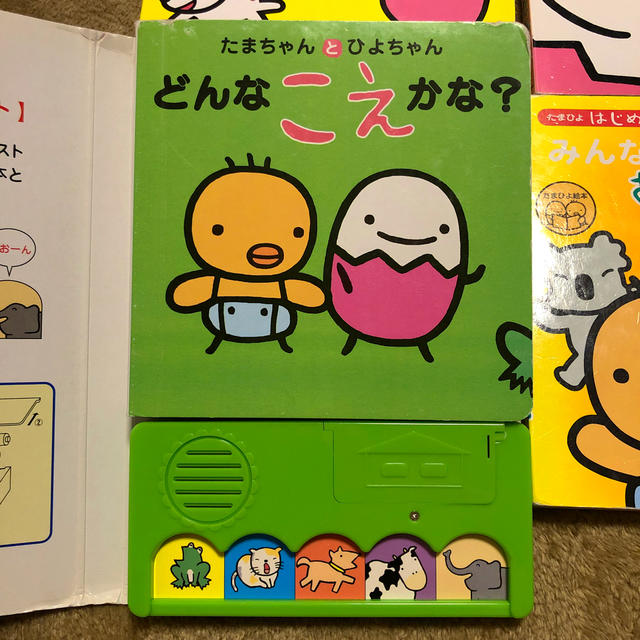 たまちゃんとひよちゃん
どんなこえかな?
ト】
スト
本と
おーん
たまひよ はじめ
みんな
たまひよ絵本